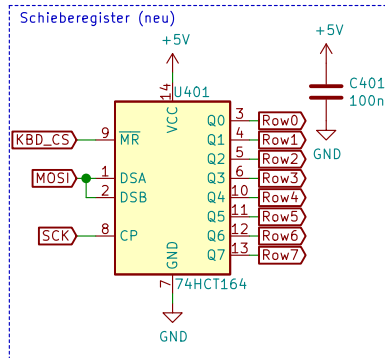 Schieberegister (neu)
+5V
+5V
U401
14
VCC
C401
100n
GND
KBD_CS
9
MR
MOSI
1
DSA
2
DSB
SCK
8
CP
Q0
3
Row0
Q1
4
Row1
Q2
5
Row2
Q3
6
Row3
Q4
10
Row4
Q5
11
Row5
Q6
12
Row6
Q7
13
Row7
GND
7
74HCT164
GND